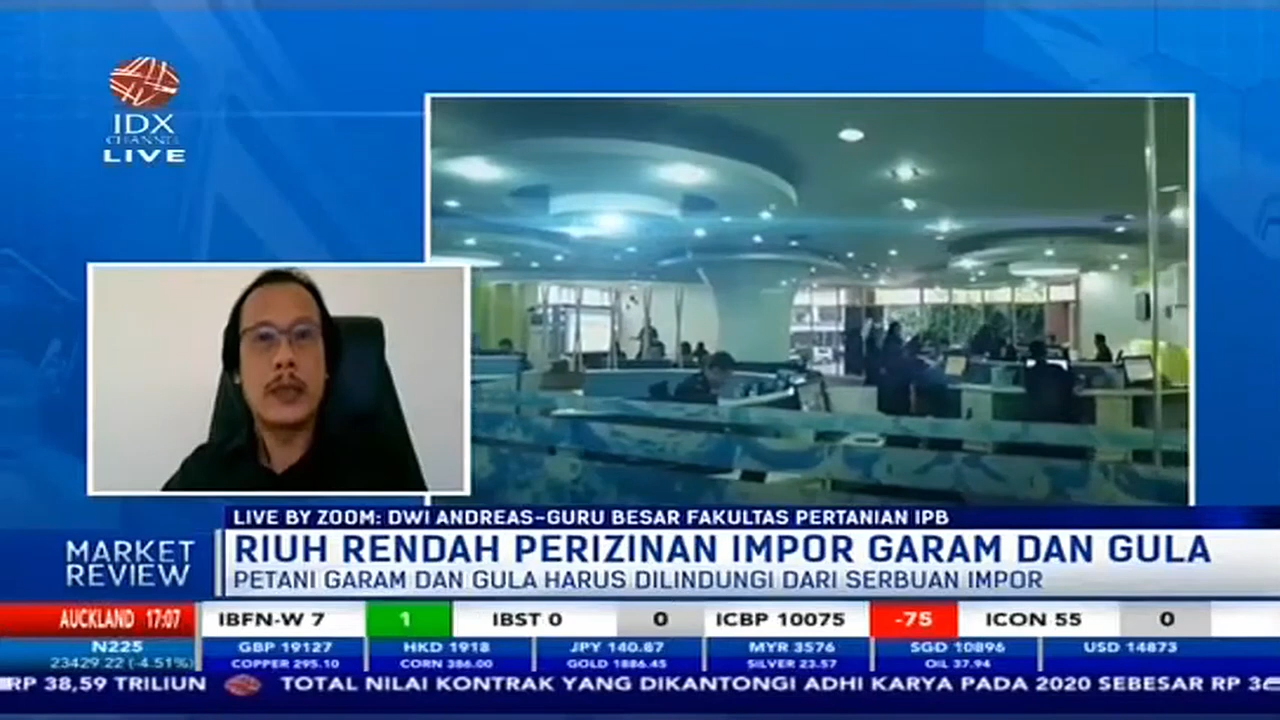 IDX
CHANNEL
LIVE
LIVE BY ZOOM: DWI ANDREAS-GURU BESAR FAKULTAS PERTANIAN IPB
MARKET REVIEW
RIUH RENDAH PERIZINAN IMPOR GARAM DAN GULA
PETANI GARAM DAN GULA HARUS DILINDUNGI DARI SERBUAN IMPOR
AUCKLAND 17:07 IBFN-W 7 1 IBST 0 0 ICBP 10075 -75 ICON 55 0
N225 GBP 19127 HKD 1918 JPY 140.87 MYR 3576 SGD 10896 USD 14873
23429.22 (-4.51%) COPPER 295.10 CORN 386.00 GOLD 1886.45 SILVER 23.57 OIL 37.94
RP 38,59 TRILIUN TOTAL NILAI KONTRAK YANG DIKANTONGI ADHI KARYA PADA 2020 SEBESAR RP